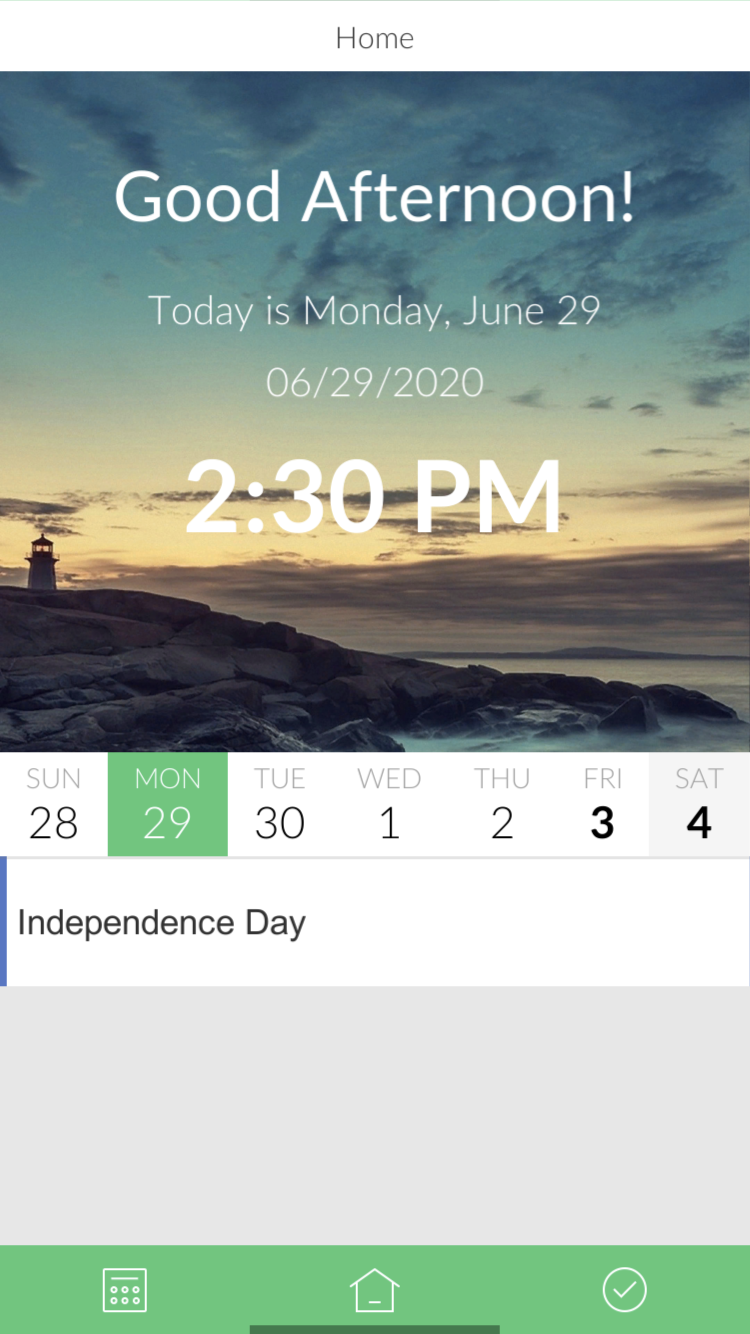 Home
Good Afternoon!
Today is Monday, June 29
06/29/2020
2:30 PM
SUN MON TUE WED THU FRI SAT
28 29 30 1 2 3 4
Independence Day